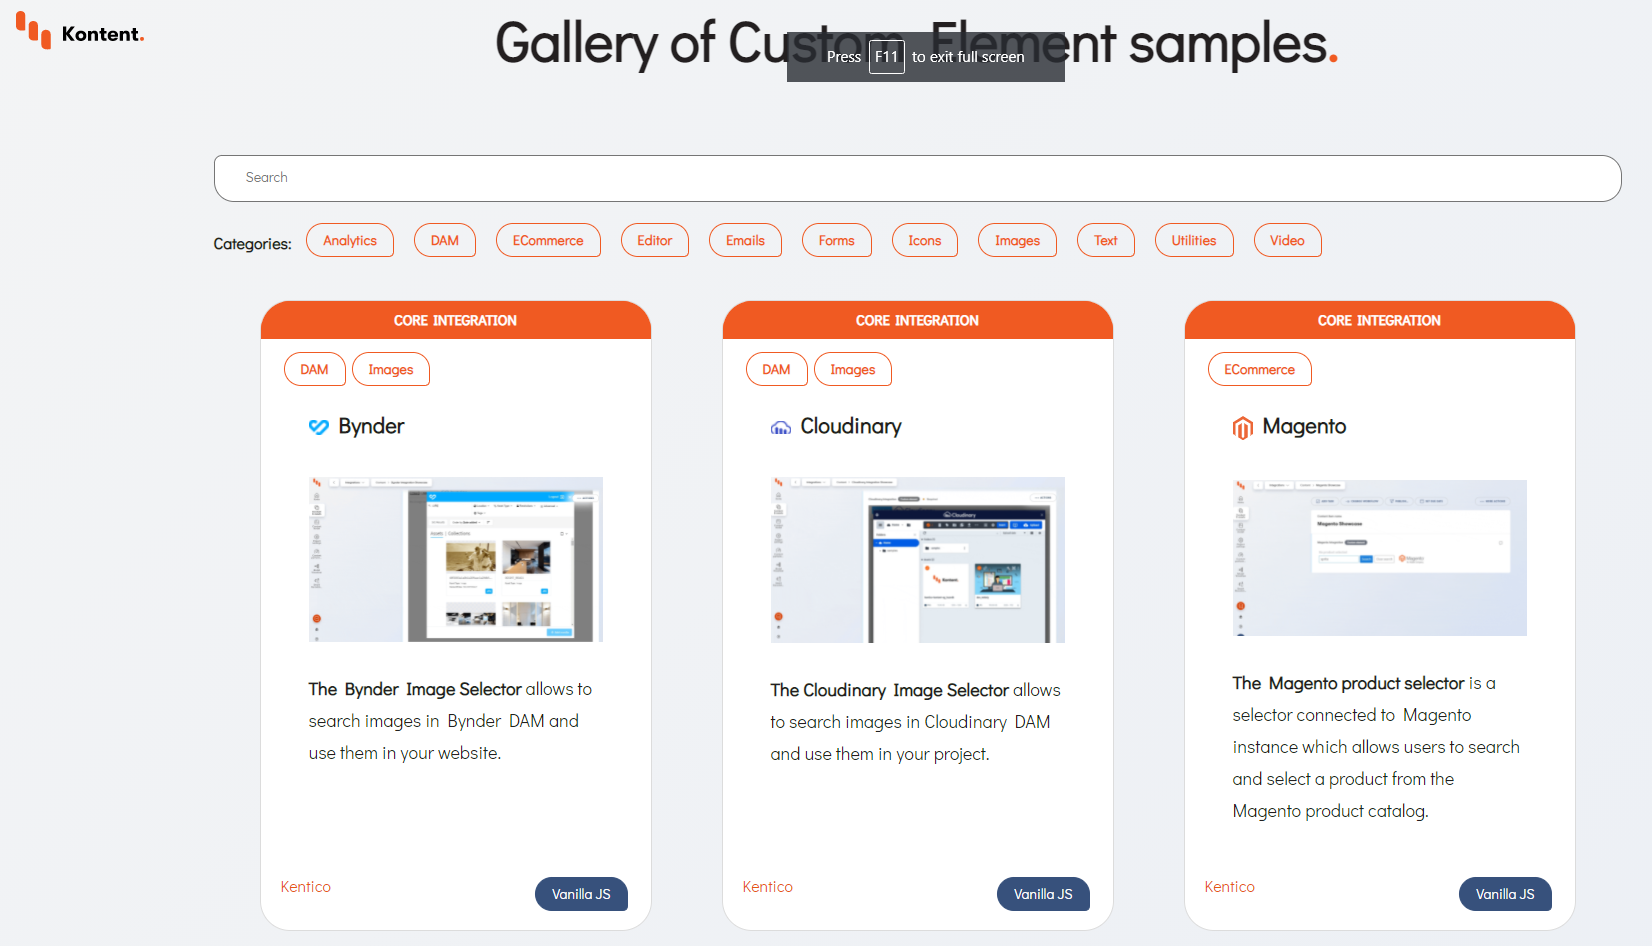 Kontent.
Gallery of Custom Element samples.
Press F11 to exit full screen
Search
Categories: Analytics DAM ECommerce Editor Emails Forms Icons Images Text Utilities Video
CORE INTEGRATION
DAM Images
Bynder
The Bynder Image Selector allows to
search images in Bynder DAM and
use them in your website.
Kentico
Vanilla JS
CORE INTEGRATION
DAM Images
Cloudinary
Cloudinary
Kontent.
The Cloudinary Image Selector allows
to search images in Cloudinary DAM
and use them in your project.
Kentico
Vanilla JS
CORE INTEGRATION
ECommerce
Magento
Magento Showcase
Magento
The Magento product selector is a
selector connected to Magento
instance which allows users to search
and select a product from the
Magento product catalog.
Kentico
Vanilla JS